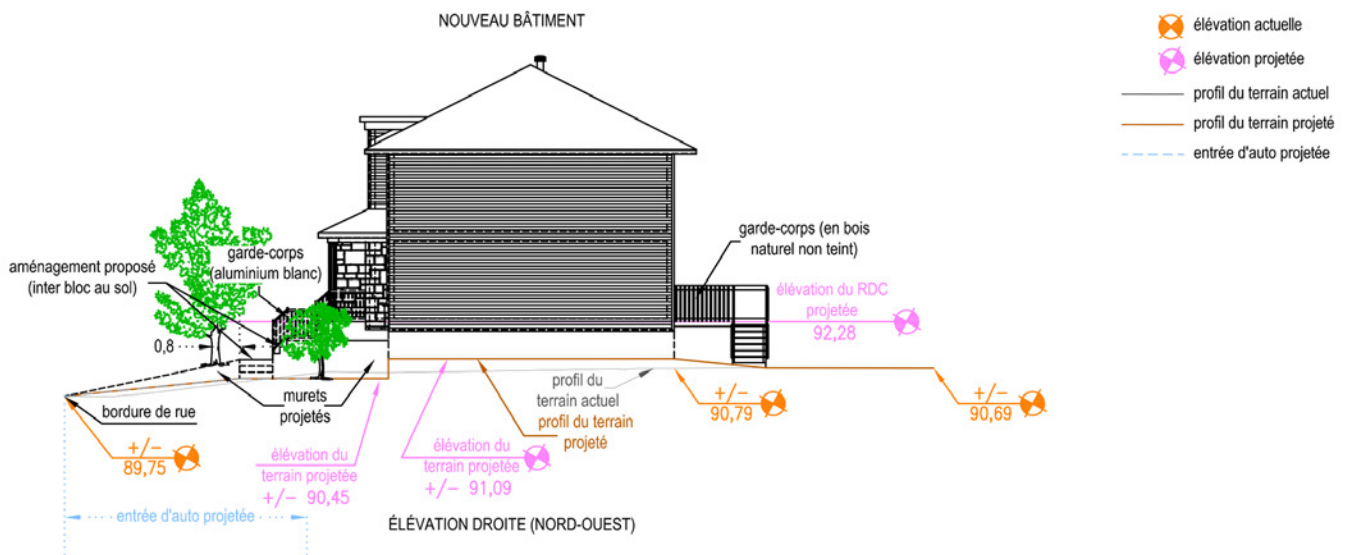 NOUVEAU BÂTIMENT
élévation actuelle
élévation projetée
profil du terrain actuel
profil du terrain projeté
entrée d'auto projetée
garde-corps (en bois
naturel non teint)
garde-corps
(aluminium blanc)
aménagement proposé
(inter bloc au sol)
élévation du RDC
projetée
92,28
0,8
murets
projetés
bordure de rue
profil du
terrain actuel
profil du terrain
projeté
+/-
90,79
+/-
90,69
+/-
89,75
élévation du
terrain projetée
+/- 90,45
élévation du
terrain projetée
+/- 91,09
entrée d'auto projetée
ÉLÉVATION DROITE (NORD-OUEST)